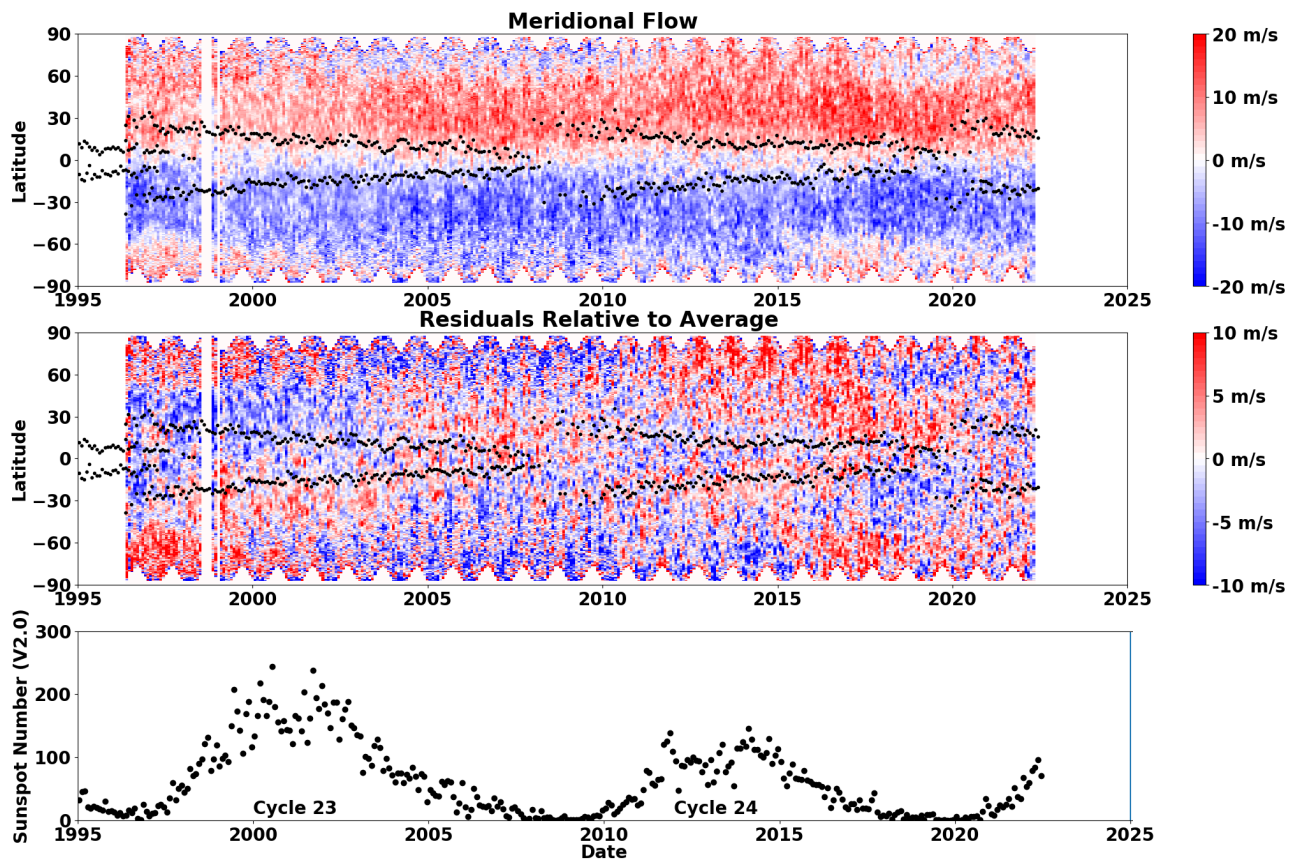 Meridional Flow
90
60
30
0
−30
−60
−90
Latitude
1995 2000 2005 2010 2015 2020 2025
20 m/s
10 m/s
0 m/s
-10 m/s
-20 m/s
Residuals Relative to Average
90
60
30
0
−30
−60
−90
Latitude
1995 2000 2005 2010 2015 2020 2025
10 m/s
5 m/s
0 m/s
-5 m/s
-10 m/s
300
200
100
0
Sunspot Number (V2.0)
Cycle 23 Cycle 24
1995 2000 2005 2010 2015 2020 2025
Date